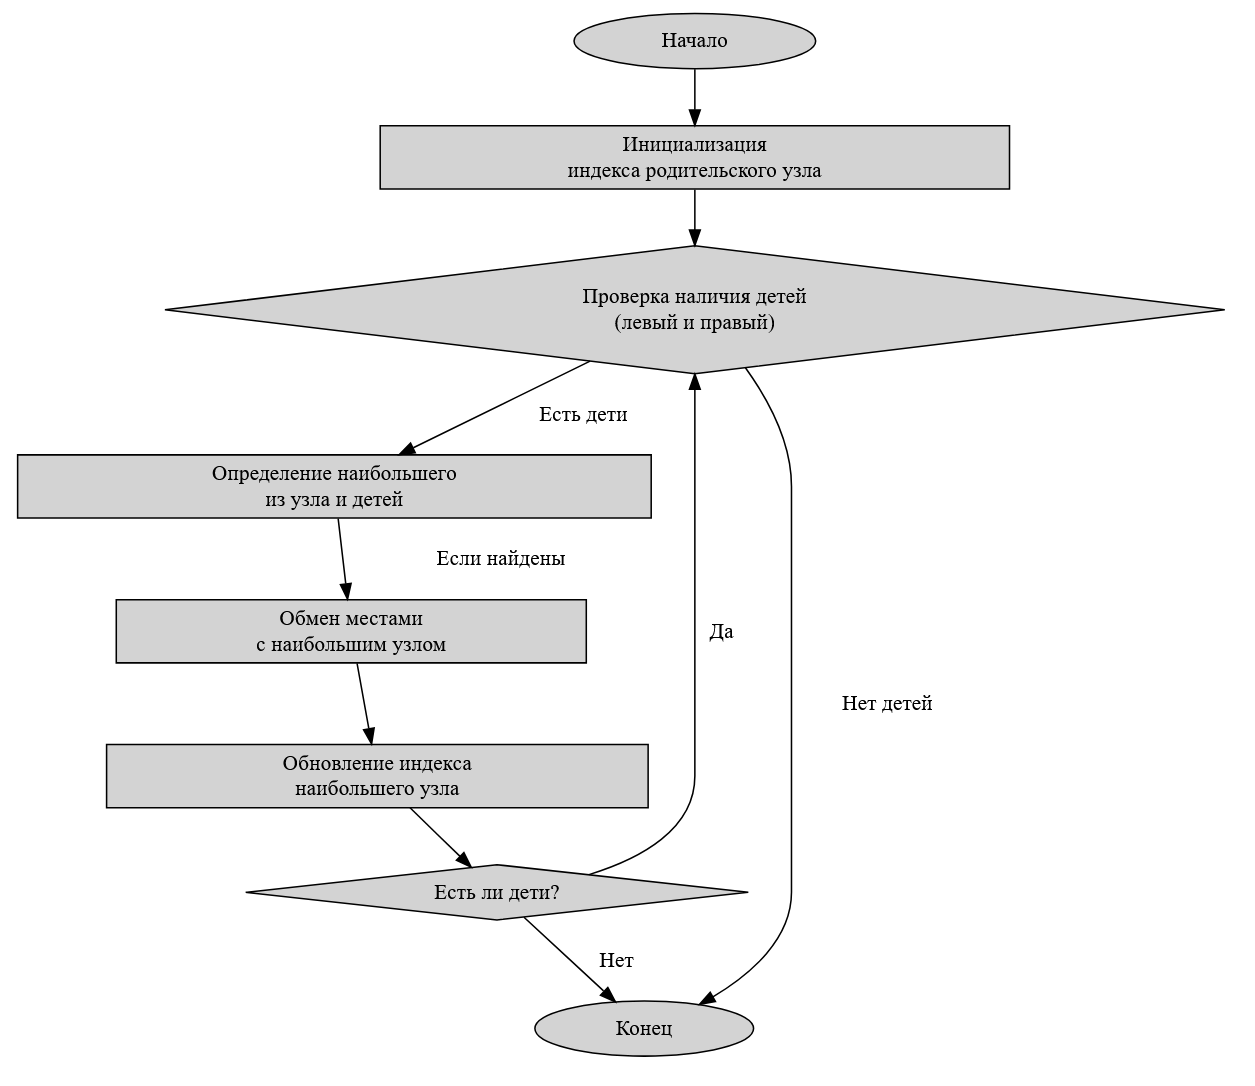 Начало
Инициализация
индекса родительского узла
Проверка наличия детей
(левый и правый)
Есть дети
Определение наибольшего
из узла и детей
Если найдены
Обмен местами
с наибольшим узлом
Да
Нет детей
Обновление индекса
наибольшего узла
Есть ли дети?
Нет
Конец